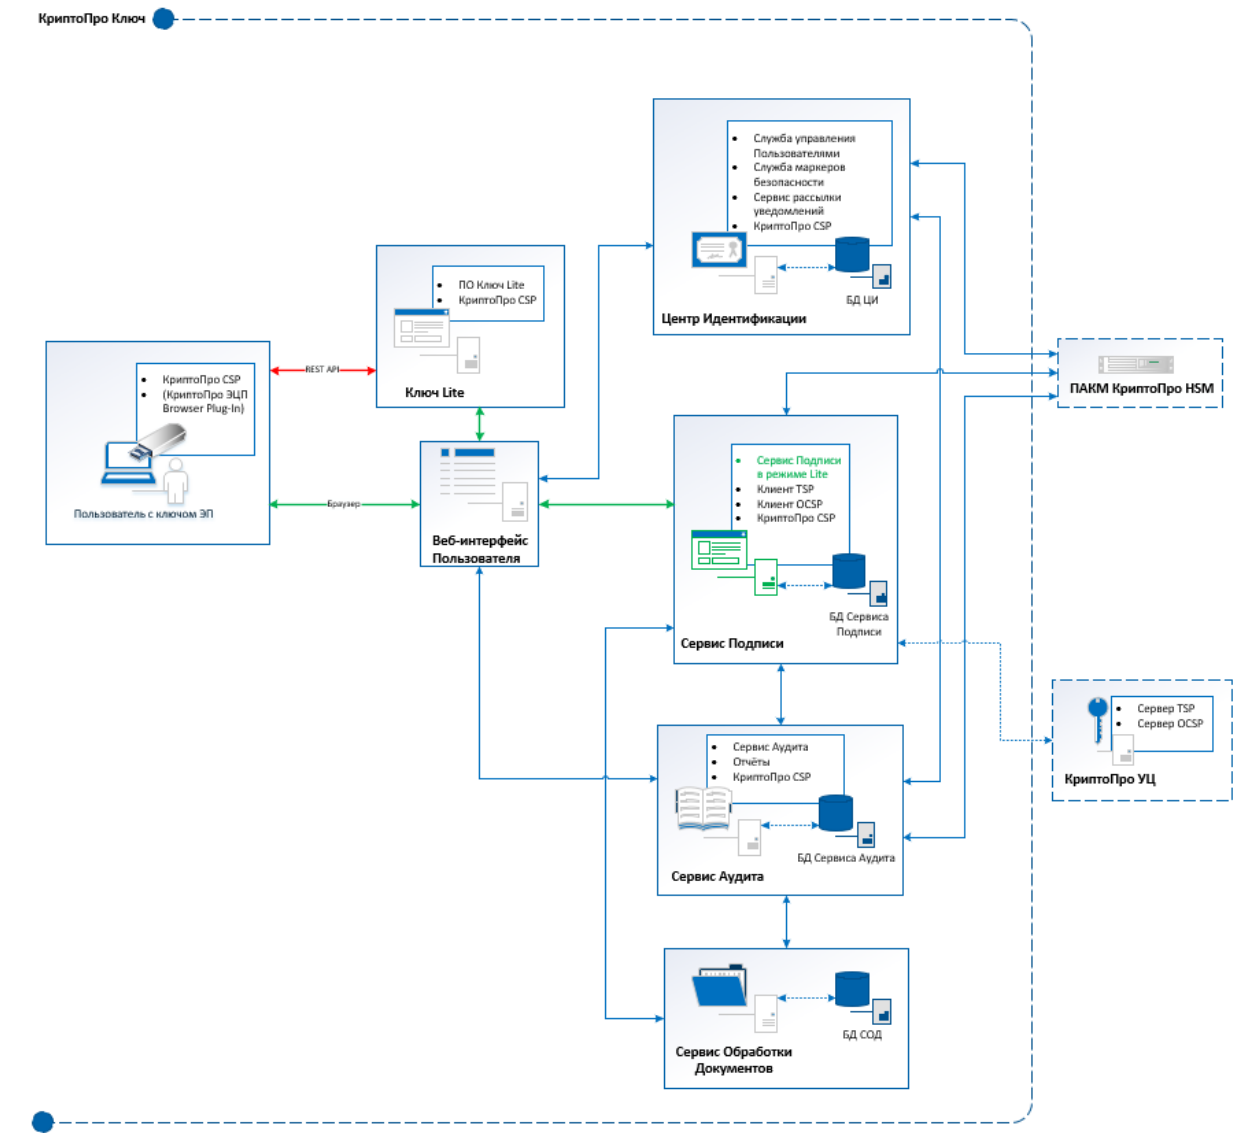 КриптоПро Ключ
Служба управления
Пользователями
Служба маркеров
безопасности
Сервис рассылки
уведомлений
КриптоПро CSP
БД ЦИ
Центр Идентификации
ПО Ключ Lite
КриптоПро CSP
Ключ Lite
REST API
КриптоПро CSP
(КриптоПро ЭЦП
Browser Plug-In)
Пользователь с ключом ЭП
Браузер
Веб-интерфейс
Пользователя
ПАКМ КриптоПро HSM
Сервис Подписи
в режиме Lite
Клиент TSP
Клиент OCSP
КриптоПро CSP
БД Сервиса
Подписи
Сервис Подписи
Сервер TSP
Сервер OCSP
КриптоПро УЦ
Сервис Аудита
Отчёты
КриптоПро CSP
БД Сервиса Аудита
Сервис Аудита
БД СОД
Сервис Обработки
Документов